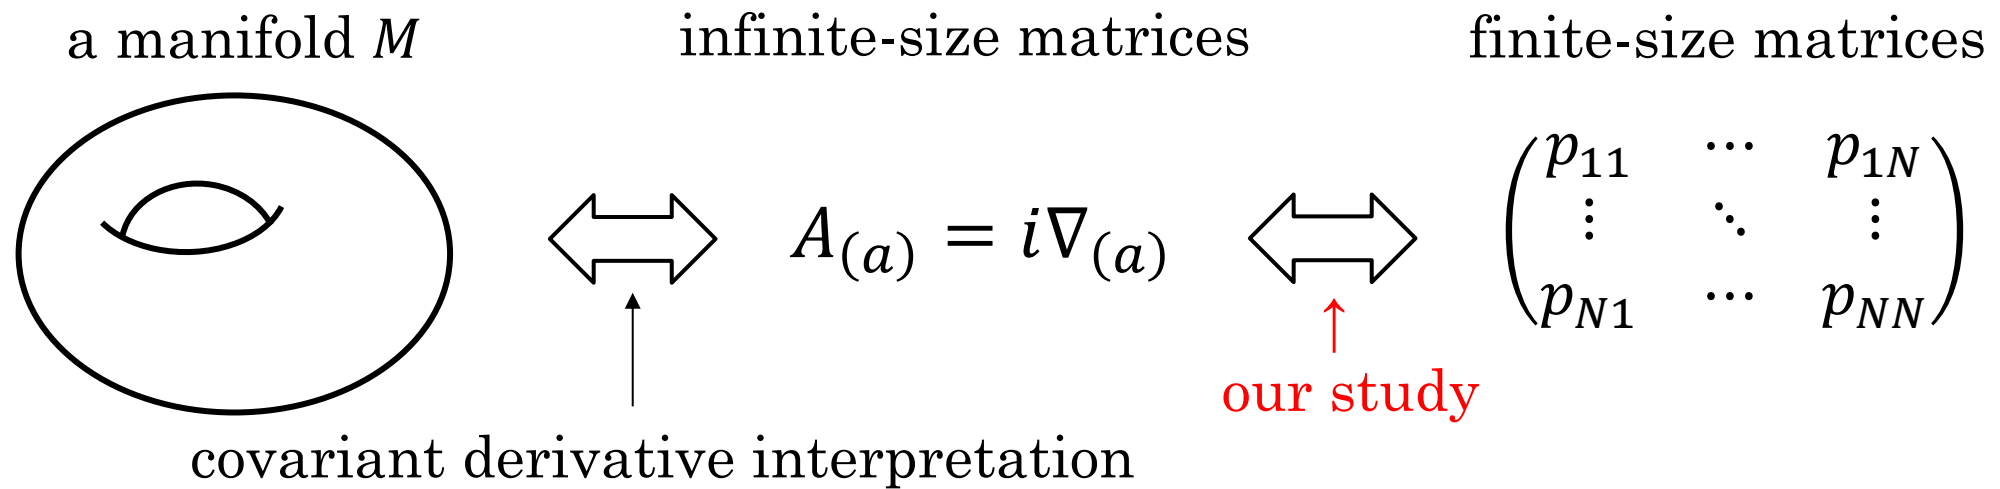 a manifold M
infinite-size matrices
finite-size matrices
A₍ₐ₎ = i∇₍ₐ₎
p₁₁ ⋯ p₁N
⋮ ⋱ ⋮
pN₁ ⋯ pNN
our study
covariant derivative interpretation